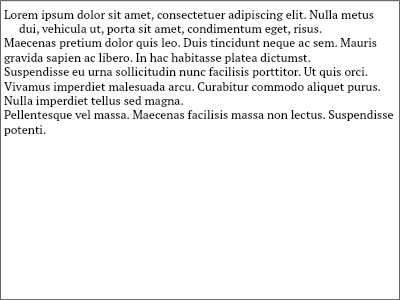 Lorem ipsum dolor sit amet, consectetuer adipiscing elit. Nulla metus
dui, vehicula ut, porta sit amet, condimentum eget, risus.
Maecenas pretium dolor quis leo. Duis tincidunt neque ac sem. Mauris
gravida sapien ac libero. In hac habitasse platea dictumst.
Suspendisse eu urna sollicitudin nunc facilisis porttitor. Ut quis orci.
Vivamus imperdiet malesuada arcu. Curabitur commodo aliquet purus.
Nulla imperdiet tellus sed magna.
Pellentesque vel massa. Maecenas facilisis massa non lectus. Suspendisse
potenti.